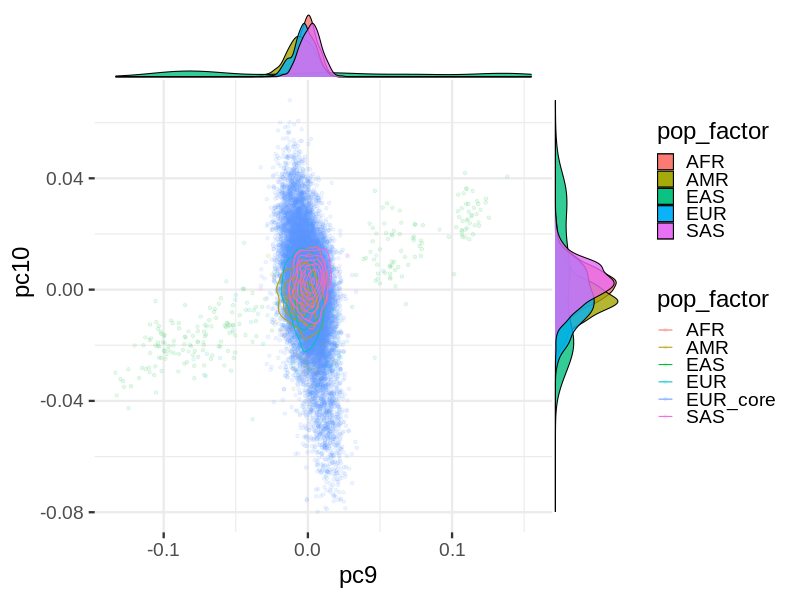 pop_factor
AFR
AMR
EAS
EUR
SAS
pop_factor
AFR
AMR
EAS
EUR
EUR_core
SAS
0.04
0.00
-0.04
-0.08
pc10
-0.1
0.0
0.1
pc9